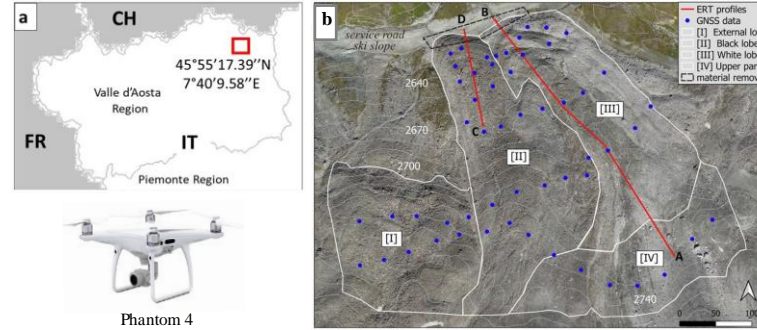 a
CH
45°55'17.39''N
7°40'9.58''E
Valle d'Aosta
Region
FR
IT
Piemonte Region
Phantom 4
b
D
B
service road
ski slope
ERT profiles
GNSS data
[I] External lo
[II] Black lobe
[III] White lob
[IV] Upper par
material remov
2640
2670
2700
C
[III]
[II]
[I]
[IV]
A
2740
0
50
100